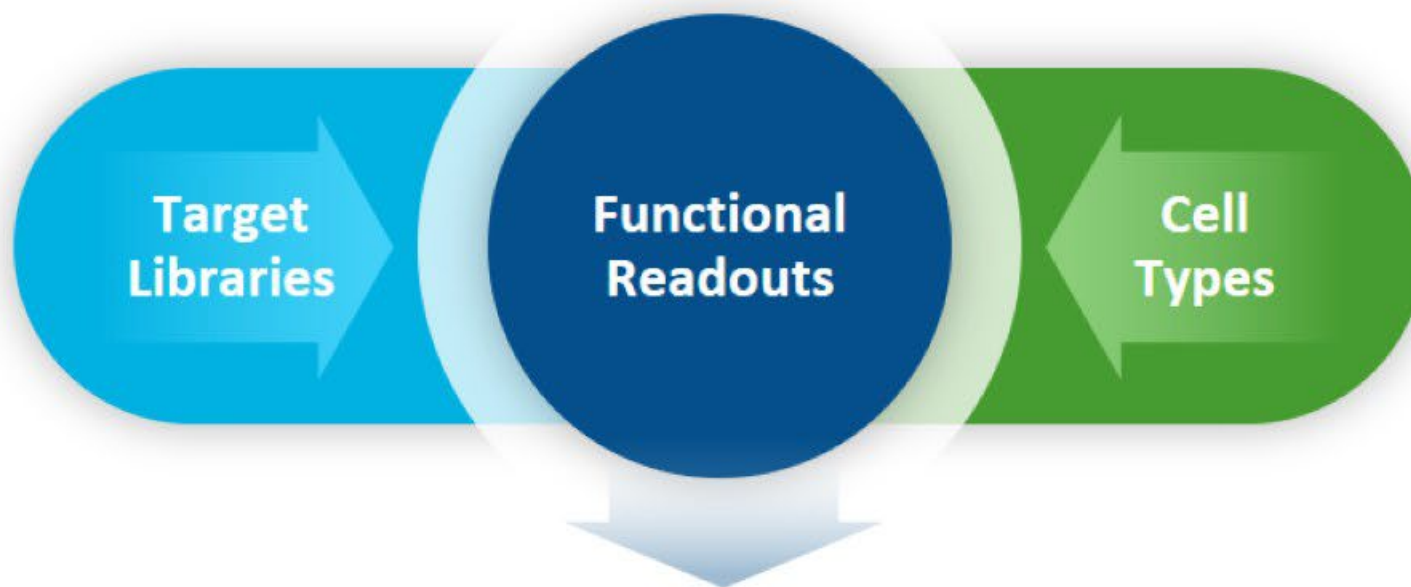 Target
Libraries
Functional
Readouts
Cell
Types